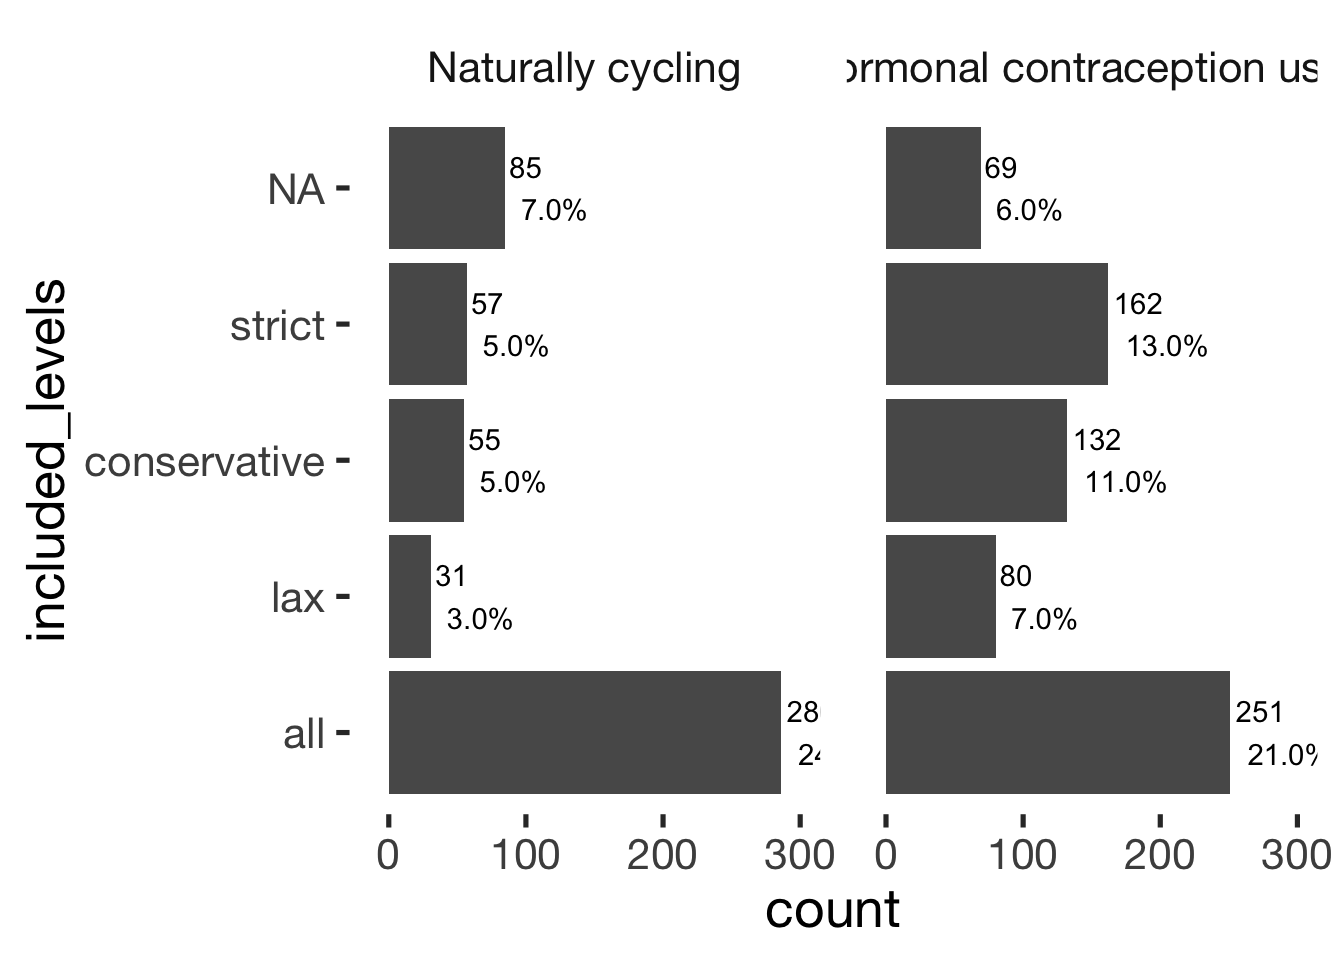 Naturally cycling
ormonal contraception us
included_levels
NA
85
7.0%
69
6.0%
strict
57
5.0%
162
13.0%
conservative
55
5.0%
132
11.0%
lax
31
3.0%
80
7.0%
all
251
21.0%
0
100
200
300
0
100
200
300
count